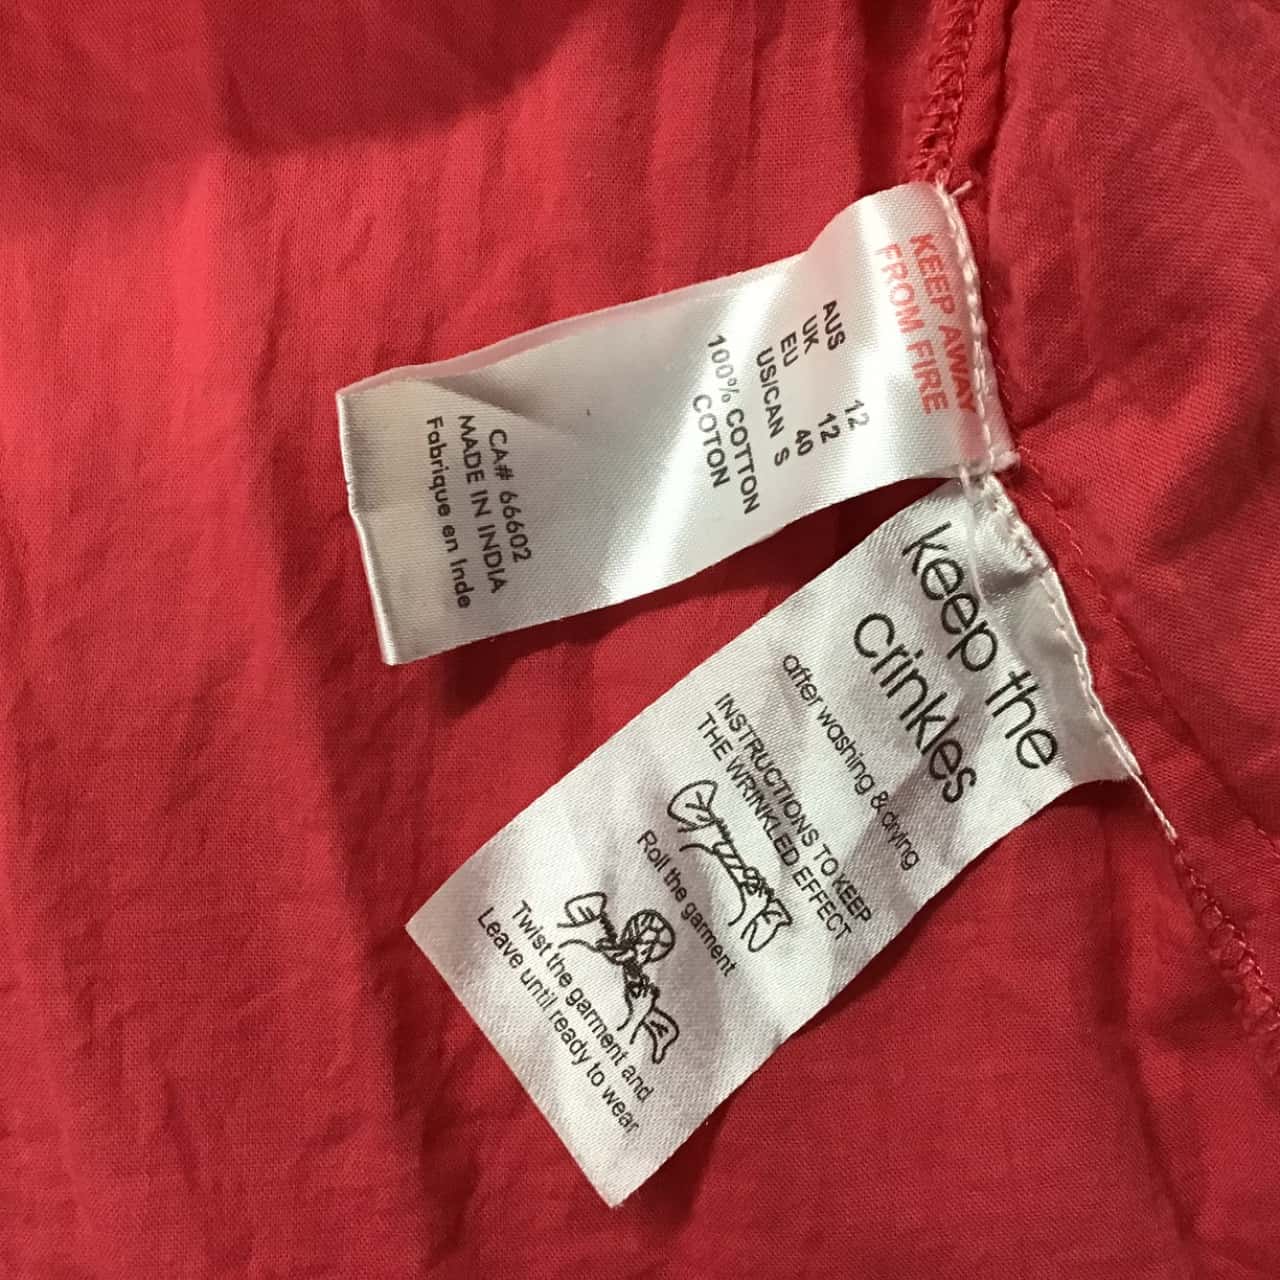 KEEP AWAY
FROM FIRE
AUS 12
UK 12
EU 40
US/CAN S
100% COTTON
COTON
CA# 66602
MADE IN INDIA
Fabrique en Inde
keep the
crinkles
after washing & drying
INSTRUCTIONS TO KEEP
THE WRINKLED EFFECT
Roll the garment
Twist the garment and
Leave until ready to wear